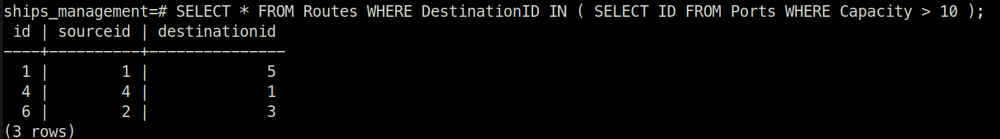 ships_management=# SELECT * FROM Routes WHERE DestinationID IN ( SELECT ID FROM Ports WHERE Capacity > 10 );
 id | sourceid | destinationid
----+----------+---------------
  1 |        1 |             5
  4 |        4 |             1
  6 |        2 |             3
(3 rows)